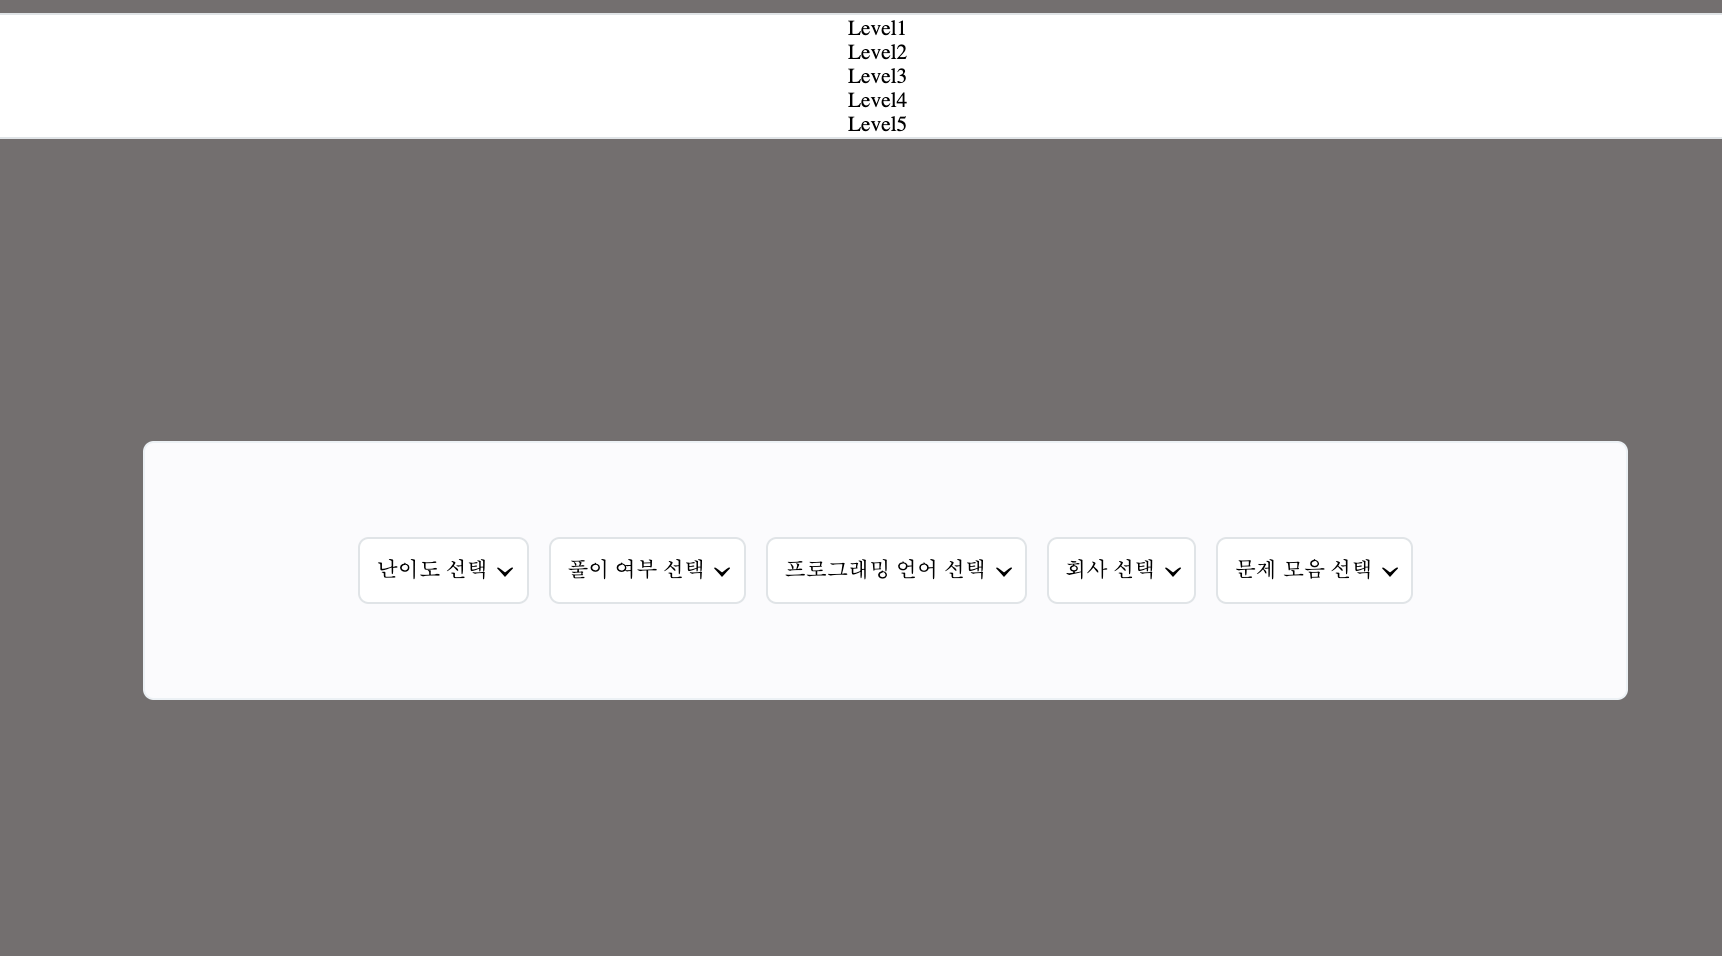 Level1
Level2
Level3
Level4
Level5
난이도 선택
풀이 여부 선택
프로그래밍 언어 선택
회사 선택
문제 모음 선택